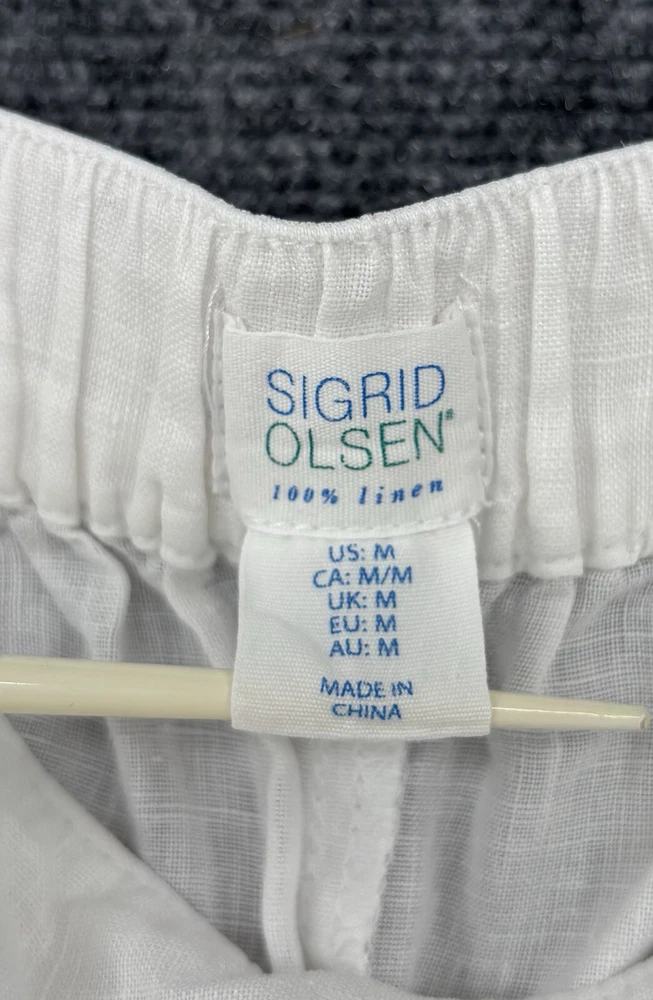 SIGRID
OLSEN®
100% linen
US: M
CA: M/M
UK: M
EU: M
AU: M
MADE IN
CHINA